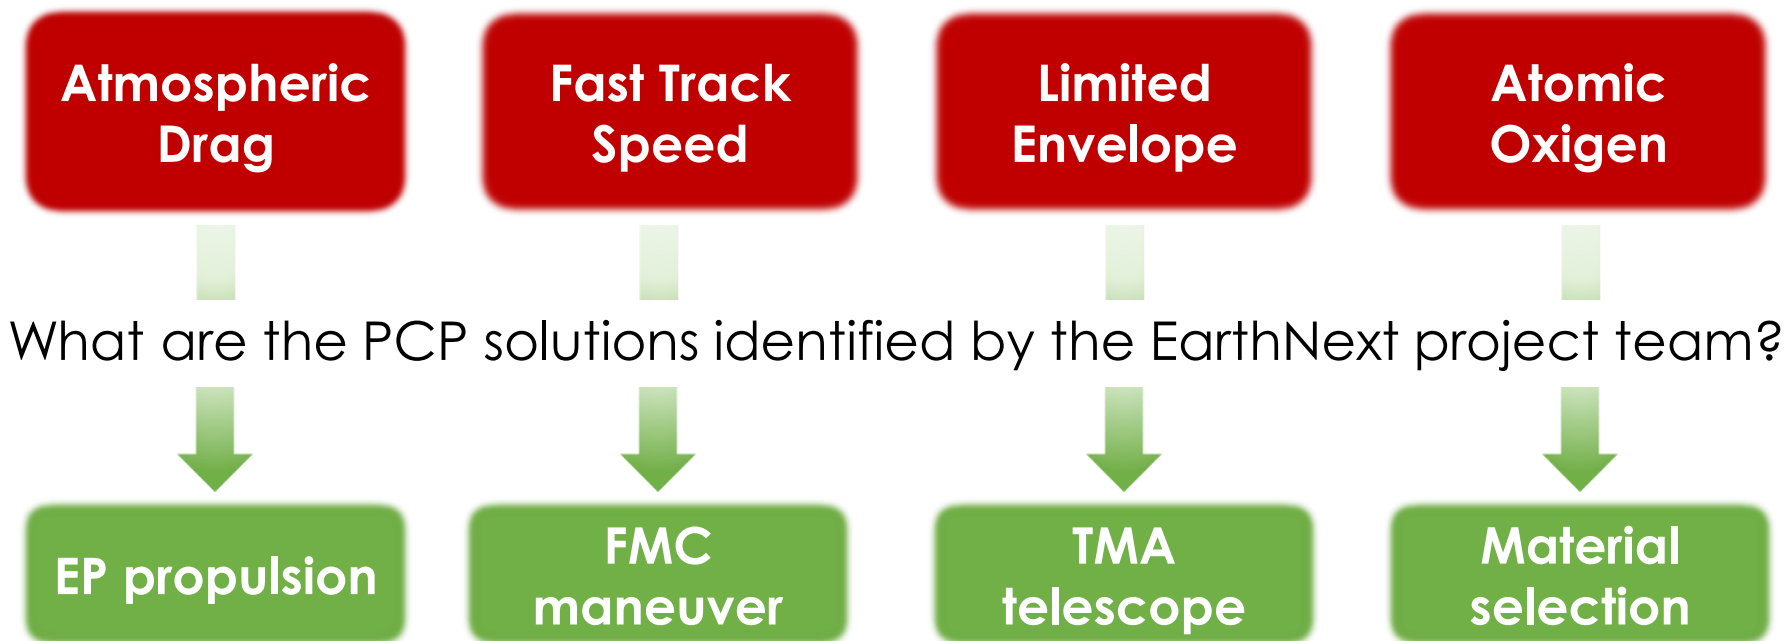 Atmospheric
Drag
Fast Track
Speed
Limited
Envelope
Atomic
Oxigen
What are the PCP solutions identified by the EarthNext project team?
EP propulsion
FMC
maneuver
TMA
telescope
Material
selection